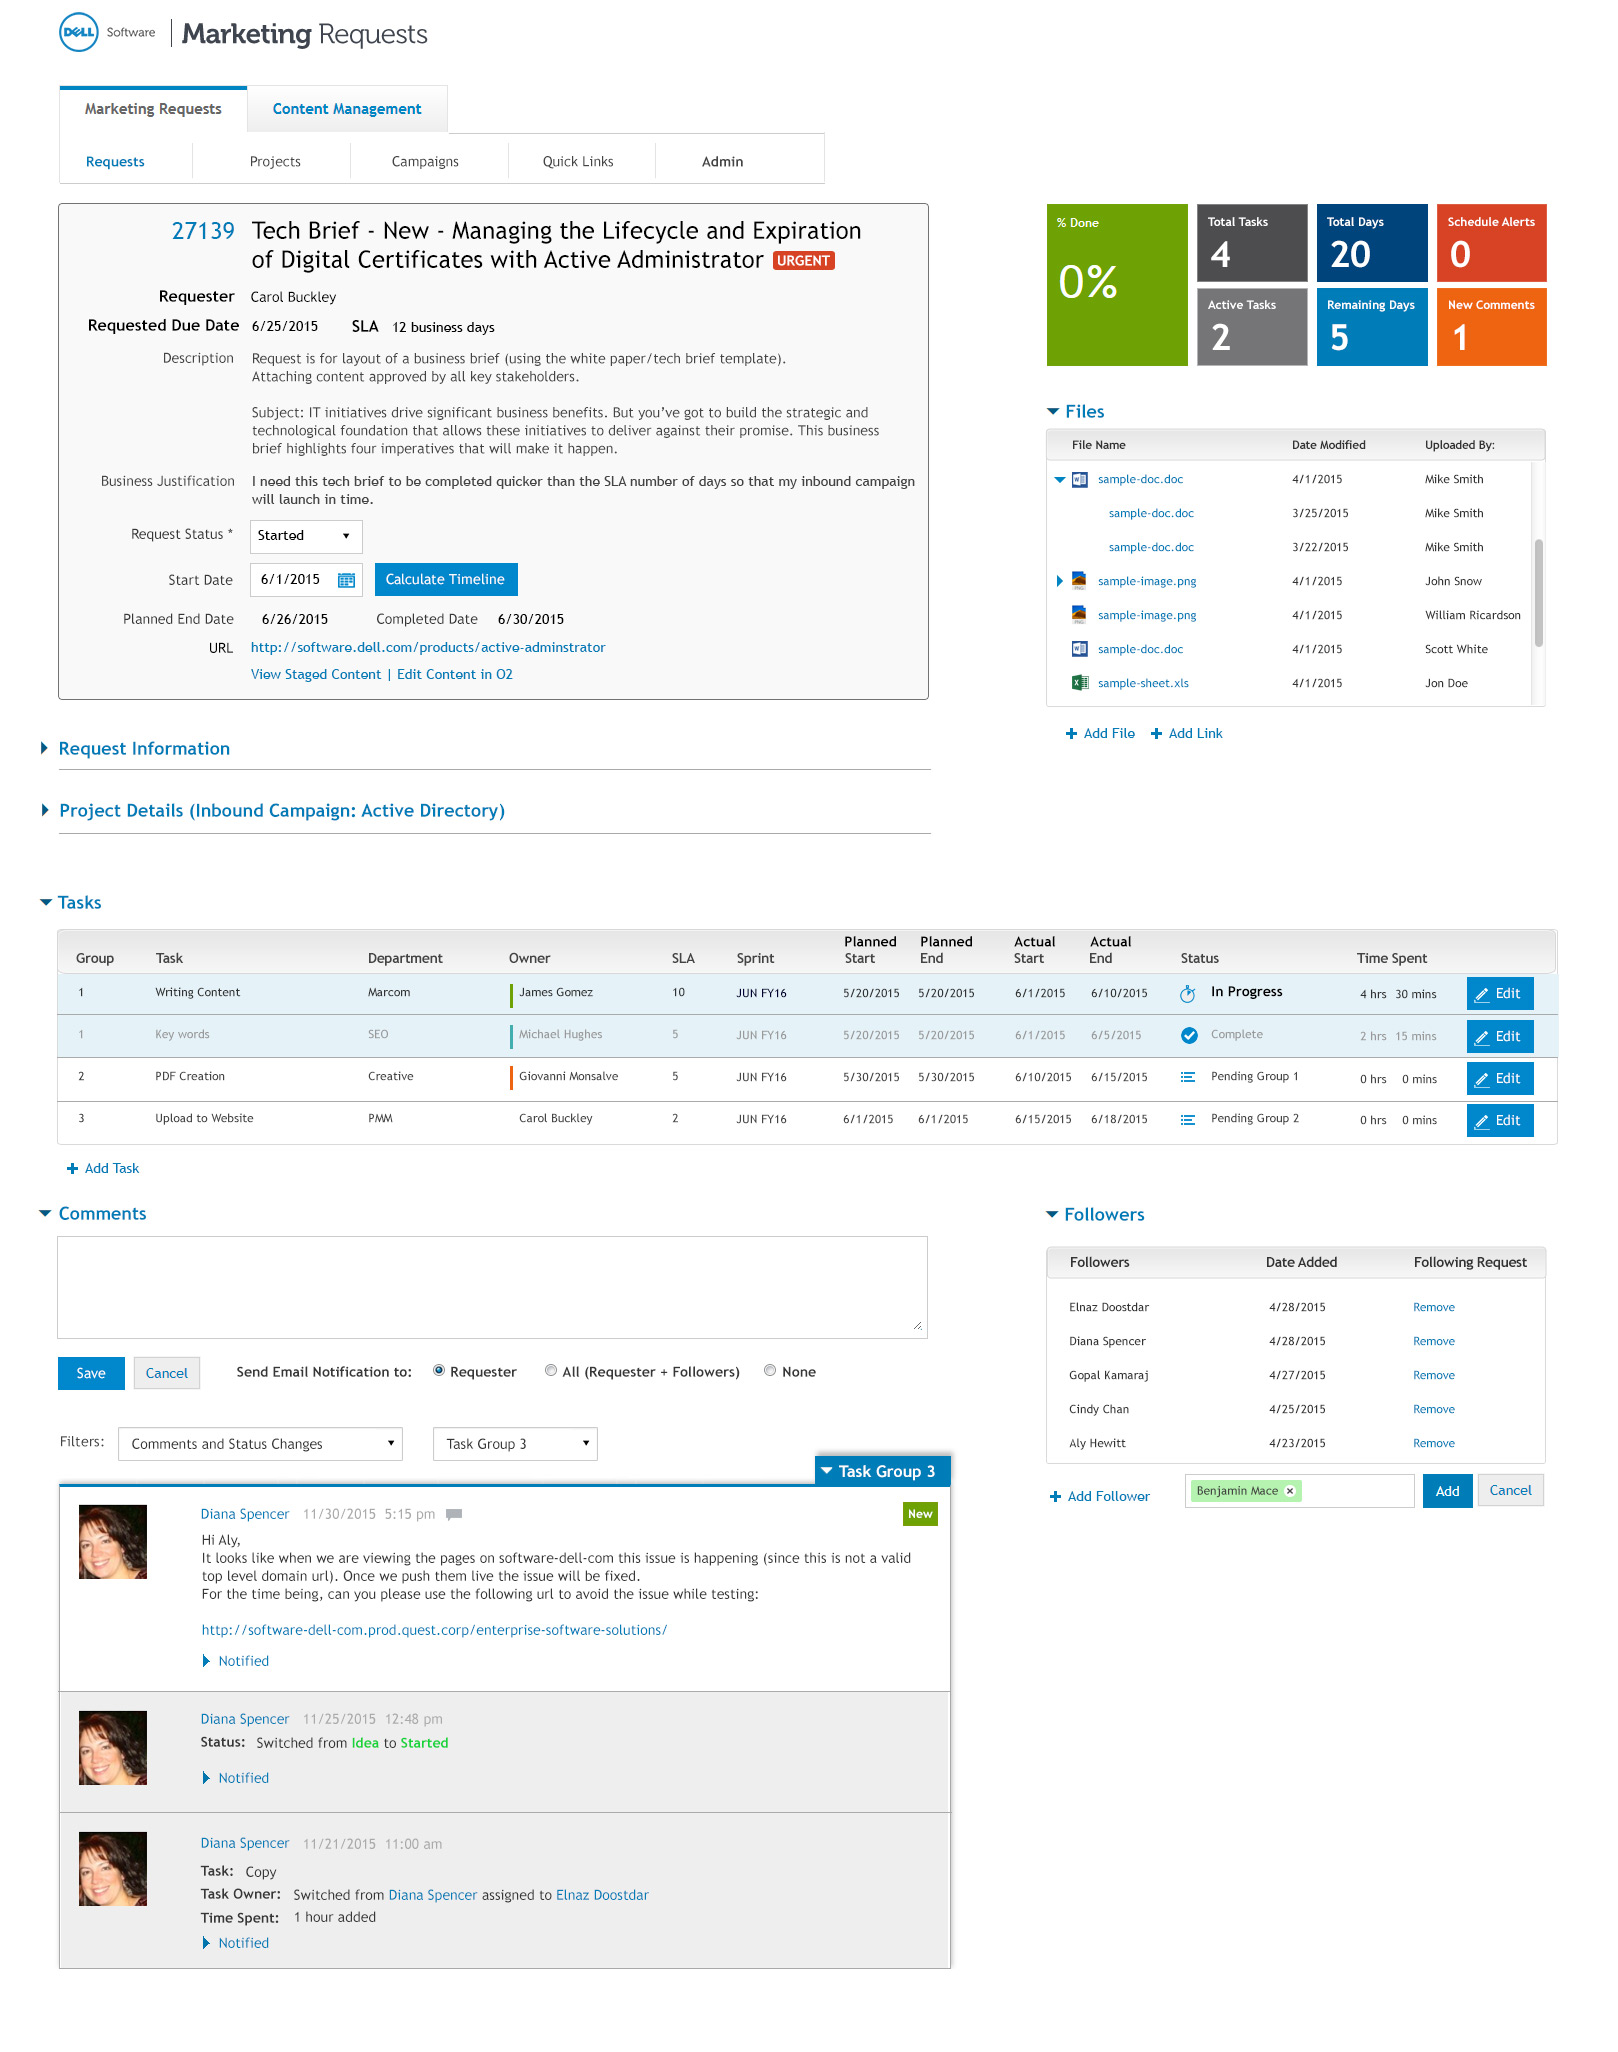 DELL Software Marketing Requests
Marketing Requests Content Management
Requests Projects Campaigns Quick Links Admin
27139 Tech Brief - New - Managing the Lifecycle and Expiration
of Digital Certificates with Active Administrator URGENT
Requester Carol Buckley
Requested Due Date 6/25/2015 SLA 12 business days
Description Request is for layout of a business brief (using the white paper/tech brief template).
Attaching content approved by all key stakeholders.
Subject: IT initiatives drive significant business benefits. But you've got to build the strategic and
technological foundation that allows these initiatives to deliver against their promise. This business
brief highlights four imperatives that will make it happen.
Business Justification I need this tech brief to be completed quicker than the SLA number of days so that my inbound campaign
will launch in time.
Request Status * Started
Start Date 6/1/2015 Calculate Timeline
Planned End Date 6/26/2015 Completed Date 6/30/2015
URL http://software.dell.com/products/active-adminstrator
View Staged Content | Edit Content in O2
% Done
0%
Total Tasks
4
Total Days
20
Schedule Alerts
0
Active Tasks
2
Remaining Days
5
New Comments
1
Files
File Name Date Modified Uploaded By:
sample-doc.doc 4/1/2015 Mike Smith
sample-doc.doc 3/25/2015 Mike Smith
sample-doc.doc 3/22/2015 Mike Smith
sample-image.png 4/1/2015 John Snow
sample-image.png 4/1/2015 William Ricardson
sample-doc.doc 4/1/2015 Scott White
sample-sheet.xls 4/1/2015 Jon Doe
Add File Add Link
Request Information
Project Details (Inbound Campaign: Active Directory)
Tasks
Group Task Department Owner SLA Sprint Planned Start Planned End Actual Start Actual End Status Time Spent
1 Writing Content Marcom James Gomez 10 JUN FY16 5/20/2015 5/20/2015 6/1/2015 6/10/2015 In Progress 4 hrs 30 mins Edit
1 Key words SEO Michael Hughes 5 JUN FY16 5/20/2015 5/20/2015 6/1/2015 6/5/2015 Complete 2 hrs 15 mins Edit
2 PDF Creation Creative Giovanni Monsalve 5 JUN FY16 5/30/2015 5/30/2015 6/10/2015 6/15/2015 Pending Group 1 0 hrs 0 mins Edit
3 Upload to Website PMM Carol Buckley 2 JUN FY16 6/1/2015 6/1/2015 6/15/2015 6/18/2015 Pending Group 2 0 hrs 0 mins Edit
Add Task
Comments
Save Cancel Send Email Notification to: Requester All (Requester + Followers) None
Filters: Comments and Status Changes Task Group 3
Task Group 3
Diana Spencer 11/30/2015 5:15 pm New
Hi Aly,
It looks like when we are viewing the pages on software-dell-com this issue is happening (since this is not a valid
top level domain url). Once we push them live the issue will be fixed.
For the time being, can you please use the following url to avoid the issue while testing:
http://software-dell-com.prod.quest.corp/enterprise-software-solutions/
Notified
Diana Spencer 11/25/2015 12:48 pm
Status: Switched from Idea to Started
Notified
Diana Spencer 11/21/2015 11:00 am
Task: Copy
Task Owner: Switched from Diana Spencer assigned to Elnaz Doostdar
Time Spent: 1 hour added
Notified
Followers
Followers Date Added Following Request
Elnaz Doostdar 4/28/2015 Remove
Diana Spencer 4/28/2015 Remove
Gopal Kamaraj 4/27/2015 Remove
Cindy Chan 4/25/2015 Remove
Aly Hewitt 4/23/2015 Remove
Add Follower Benjamin Mace Add Cancel